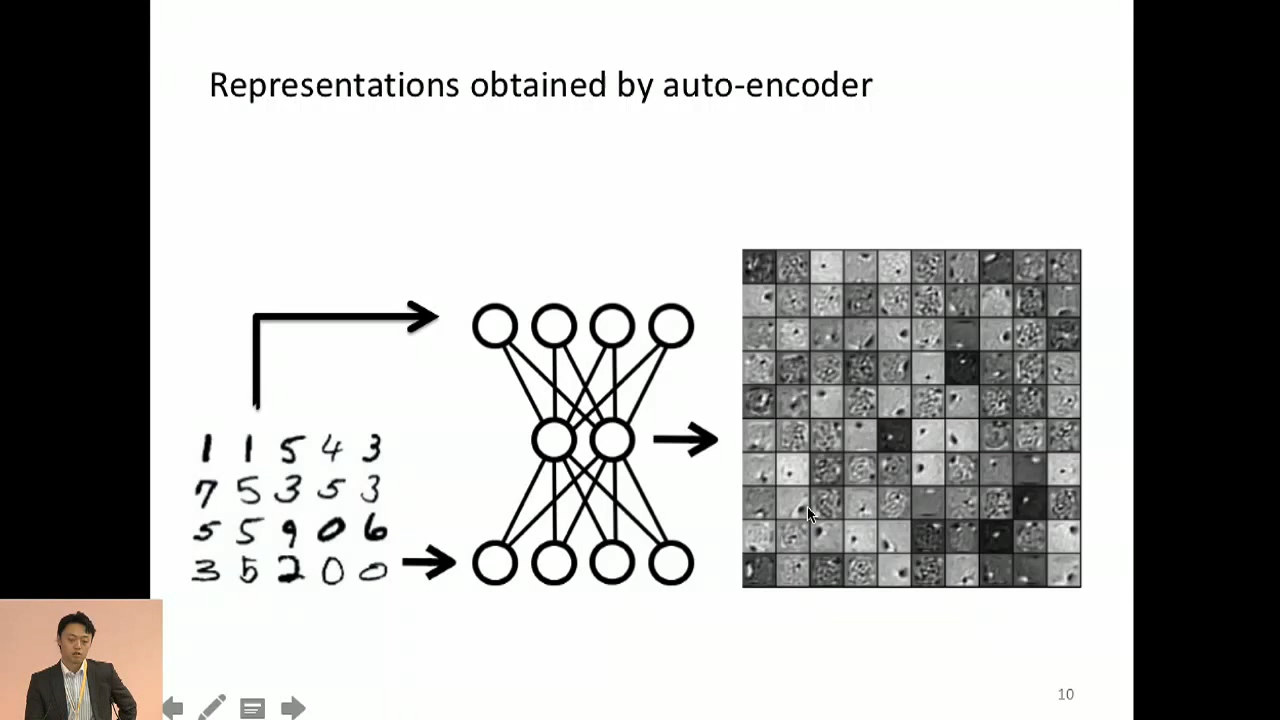 Representations obtained by auto-encoder
1 1 5 4 3
7 5 3 5 3
5 5 9 0 6
3 5 2 0 0
10